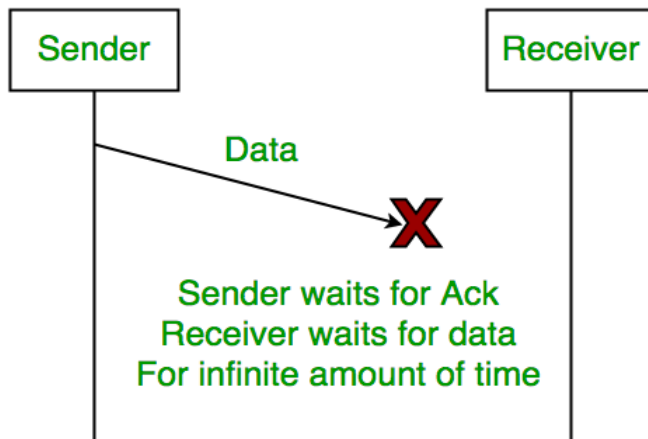 Sender
Receiver
Data
Sender waits for Ack
Receiver waits for data
For infinite amount of time